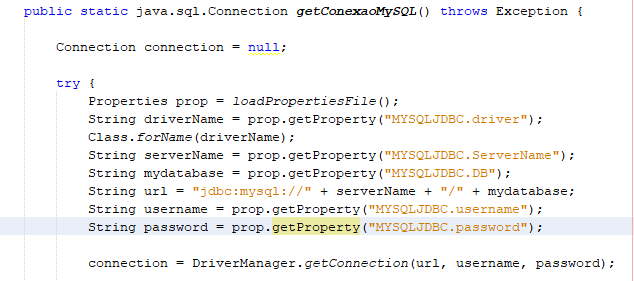 public static java.sql.Connection getConexaoMySQL() throws Exception {
Connection connection = null;
try {
Properties prop = loadPropertiesFile();
String driverName = prop.getProperty("MYSQLJDBC.driver");
Class.forName(driverName);
String serverName = prop.getProperty("MYSQLJDBC.ServerName");
String mydatabase = prop.getProperty("MYSQLJDBC.DB");
String url = "jdbc:mysql://" + serverName + "/" + mydatabase;
String username = prop.getProperty("MYSQLJDBC.username");
String password = prop.getProperty("MYSQLJDBC.password");
connection = DriverManager.getConnection(url, username, password);